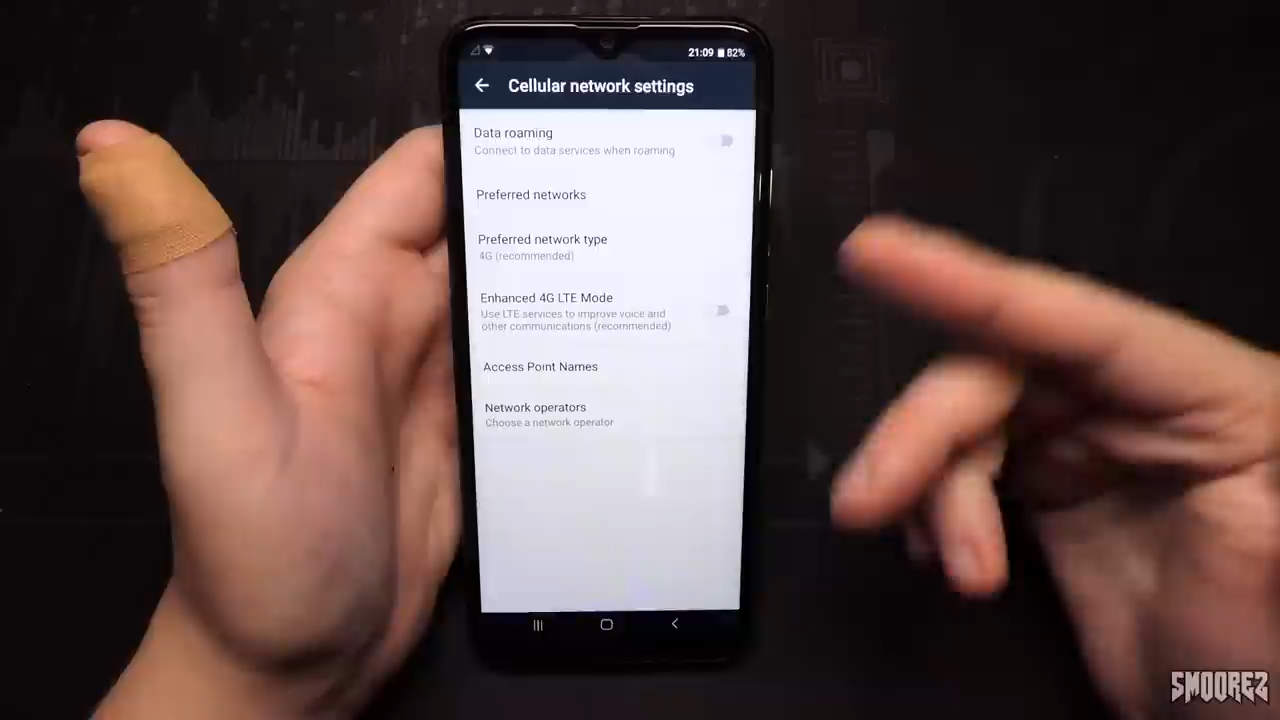 21:09 82%
Cellular network settings
Data roaming
Connect to data services when roaming
Preferred networks
Preferred network type
4G (recommended)
Enhanced 4G LTE Mode
Use LTE services to improve voice and
other communications (recommended)
Access Point Names
Network operators
Choose a network operator
SMOOREZ